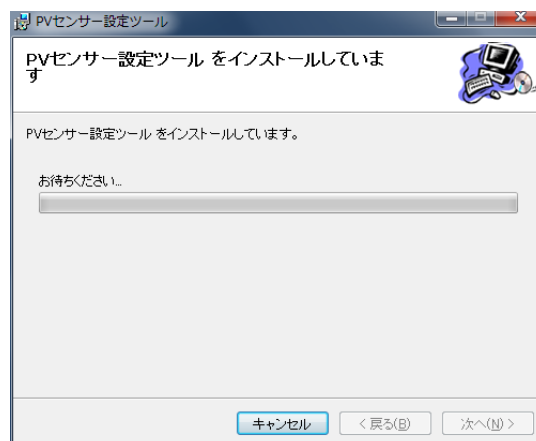 PVセンサー設定ツール
PVセンサー設定ツール をインストールしていま
す
PVセンサー設定ツール をインストールしています。
お待ちください...
キャンセル
< 戻る(B)
次へ(N) >